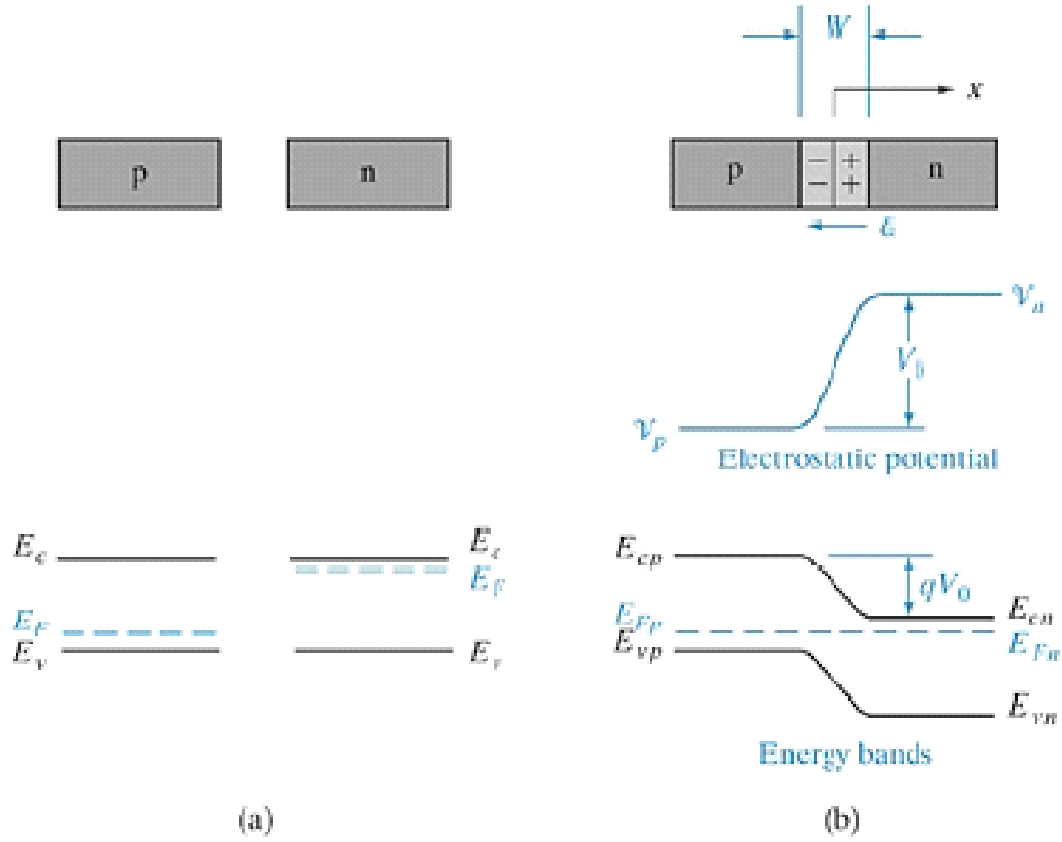 p
n
E_c
E_F
E_v
E_c
E_F
E_v
(a)
W
x
p
− +
− +
n
ℰ
𝒱_n
V_0
𝒱_p
Electrostatic potential
E_cp
qV_0
E_cn
E_Fp
E_Fn
E_vp
E_vn
Energy bands
(b)